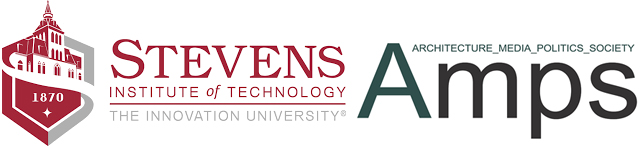 1870
STEVENS
INSTITUTE of TECHNOLOGY
THE INNOVATION UNIVERSITY®
ARCHITECTURE_MEDIA_POLITICS_SOCIETY
Amps